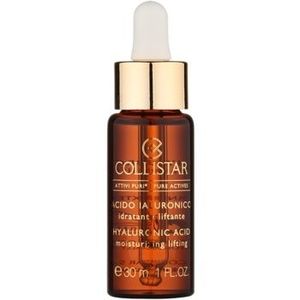 COLLISTAR
ATTIVI PURI® PURE ACTIVES
ACIDO IALURONICO
idratante liftante
HYALURONIC ACID
moisturizing lifting
℮ 30 ml 1 FL.OZ.